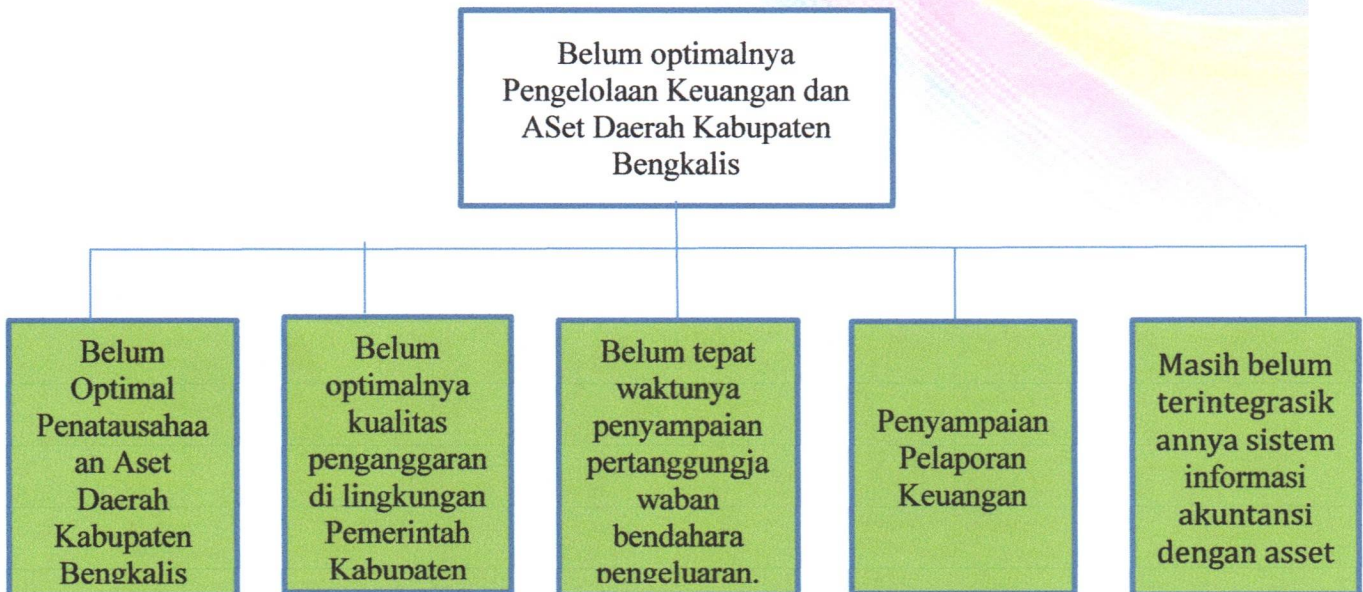 Belum optimalnya
Pengelolaan Keuangan dan
ASet Daerah Kabupaten
Bengkalis
Belum
Optimal
Penatausahaa
an Aset
Daerah
Kabupaten
Bengkalis
Belum
optimalnya
kualitas
penganggaran
di lingkungan
Pemerintah
Kabupaten
Belum tepat
waktunya
penyampaian
pertanggungja
waban
bendahara
pengeluaran.
Penyampaian
Pelaporan
Keuangan
Masih belum
terintegrasik
annya sistem
informasi
akuntansi
dengan asset